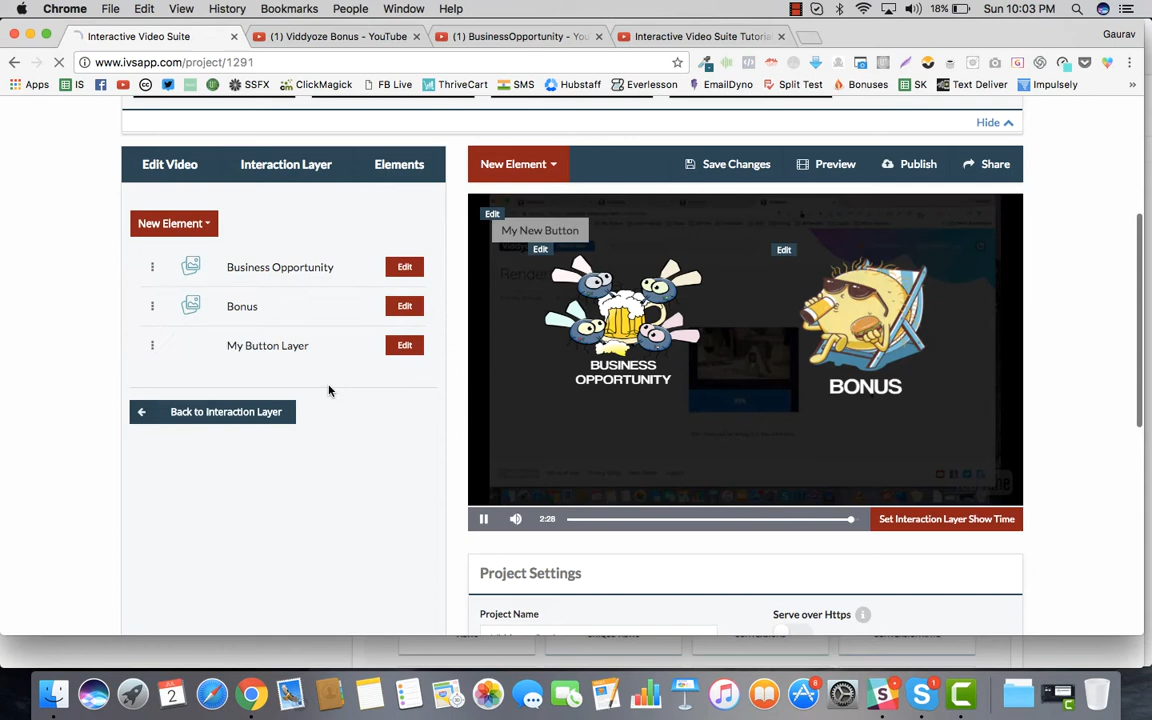 Chrome File Edit View History Bookmarks People Window Help 18% Sun 10:03 PM
Interactive Video Suite (1) Viddyoze Bonus - YouTube (1) BusinessOpportunity - You Interactive Video Suite Tutorial Gaurav
www.ivsapp.com/project/1291
Apps IS SSFX ClickMagick FB Live ThriveCart SMS Hubstaff Everlesson EmailDyno Split Test Bonuses SK Text Deliver Impulsely
Hide
Edit Video Interaction Layer Elements
New Element Save Changes Preview Publish Share
New Element
Business Opportunity Edit
Bonus Edit
My Button Layer Edit
Back to Interaction Layer
Edit
My New Button
Edit Edit
BUSINESS
OPPORTUNITY
BONUS
2:28 Set Interaction Layer Show Time
Project Settings
Project Name Serve over Https